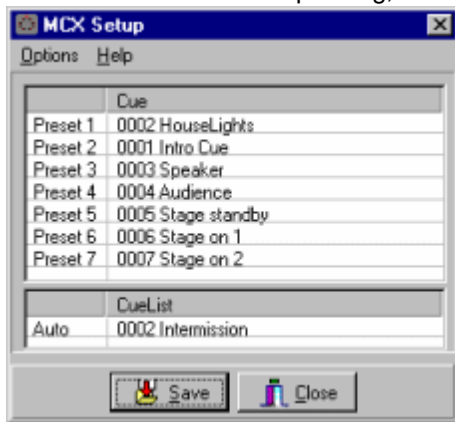 MCX Setup
Options Help
Cue
Preset 1 0002 HouseLights
Preset 2 0001 Intro Cue
Preset 3 0003 Speaker
Preset 4 0004 Audience
Preset 5 0005 Stage standby
Preset 6 0006 Stage on 1
Preset 7 0007 Stage on 2
CueList
Auto 0002 Intermission
Save Close